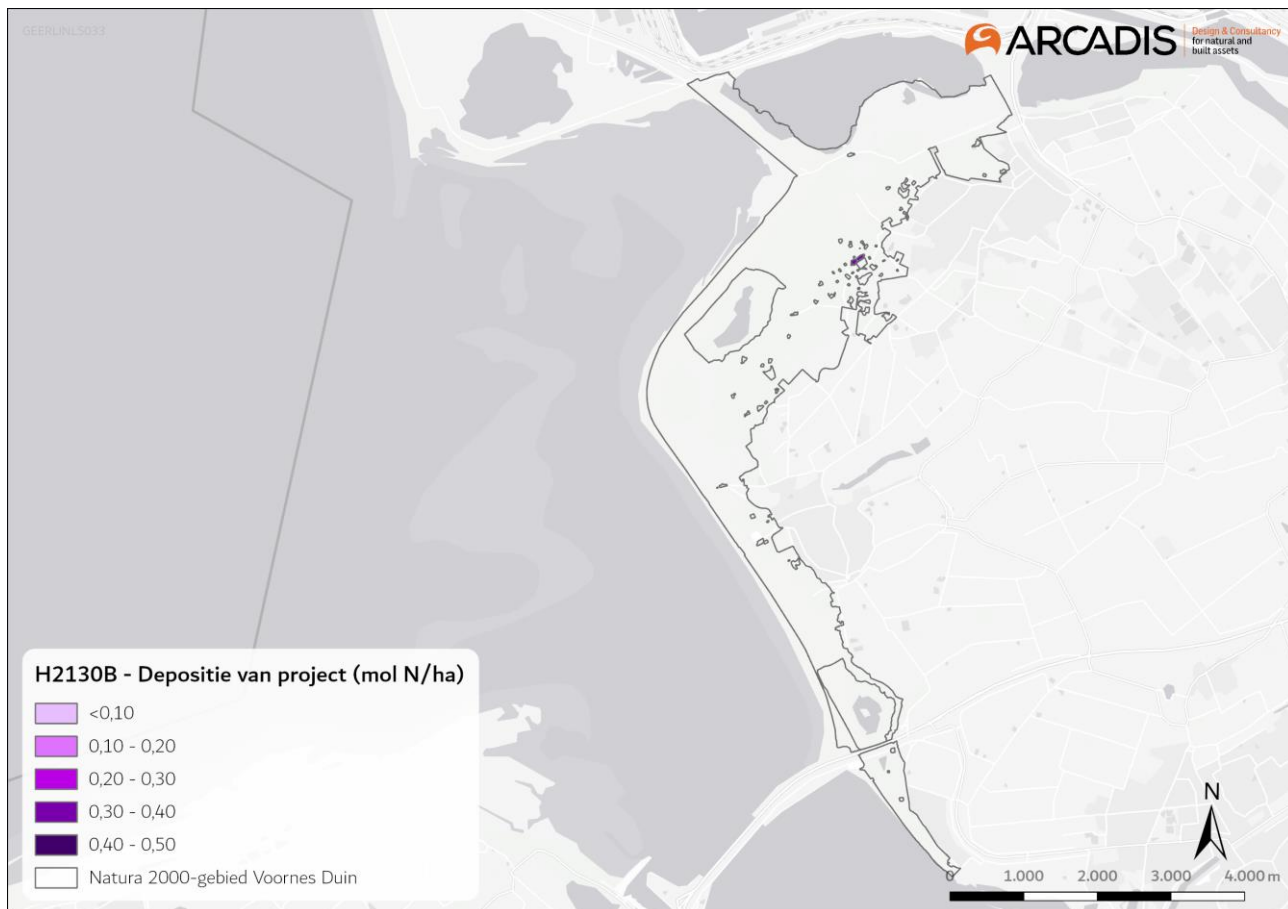 GEERLINLS033
ARCADIS
Design & Consultancy
for natural and
built assets
H2130B - Depositie van project (mol N/ha)
<0,10
0,10 - 0,20
0,20 - 0,30
0,30 - 0,40
0,40 - 0,50
Natura 2000-gebied Voornes Duin
N
0 1.000 2.000 3.000 4.000 m